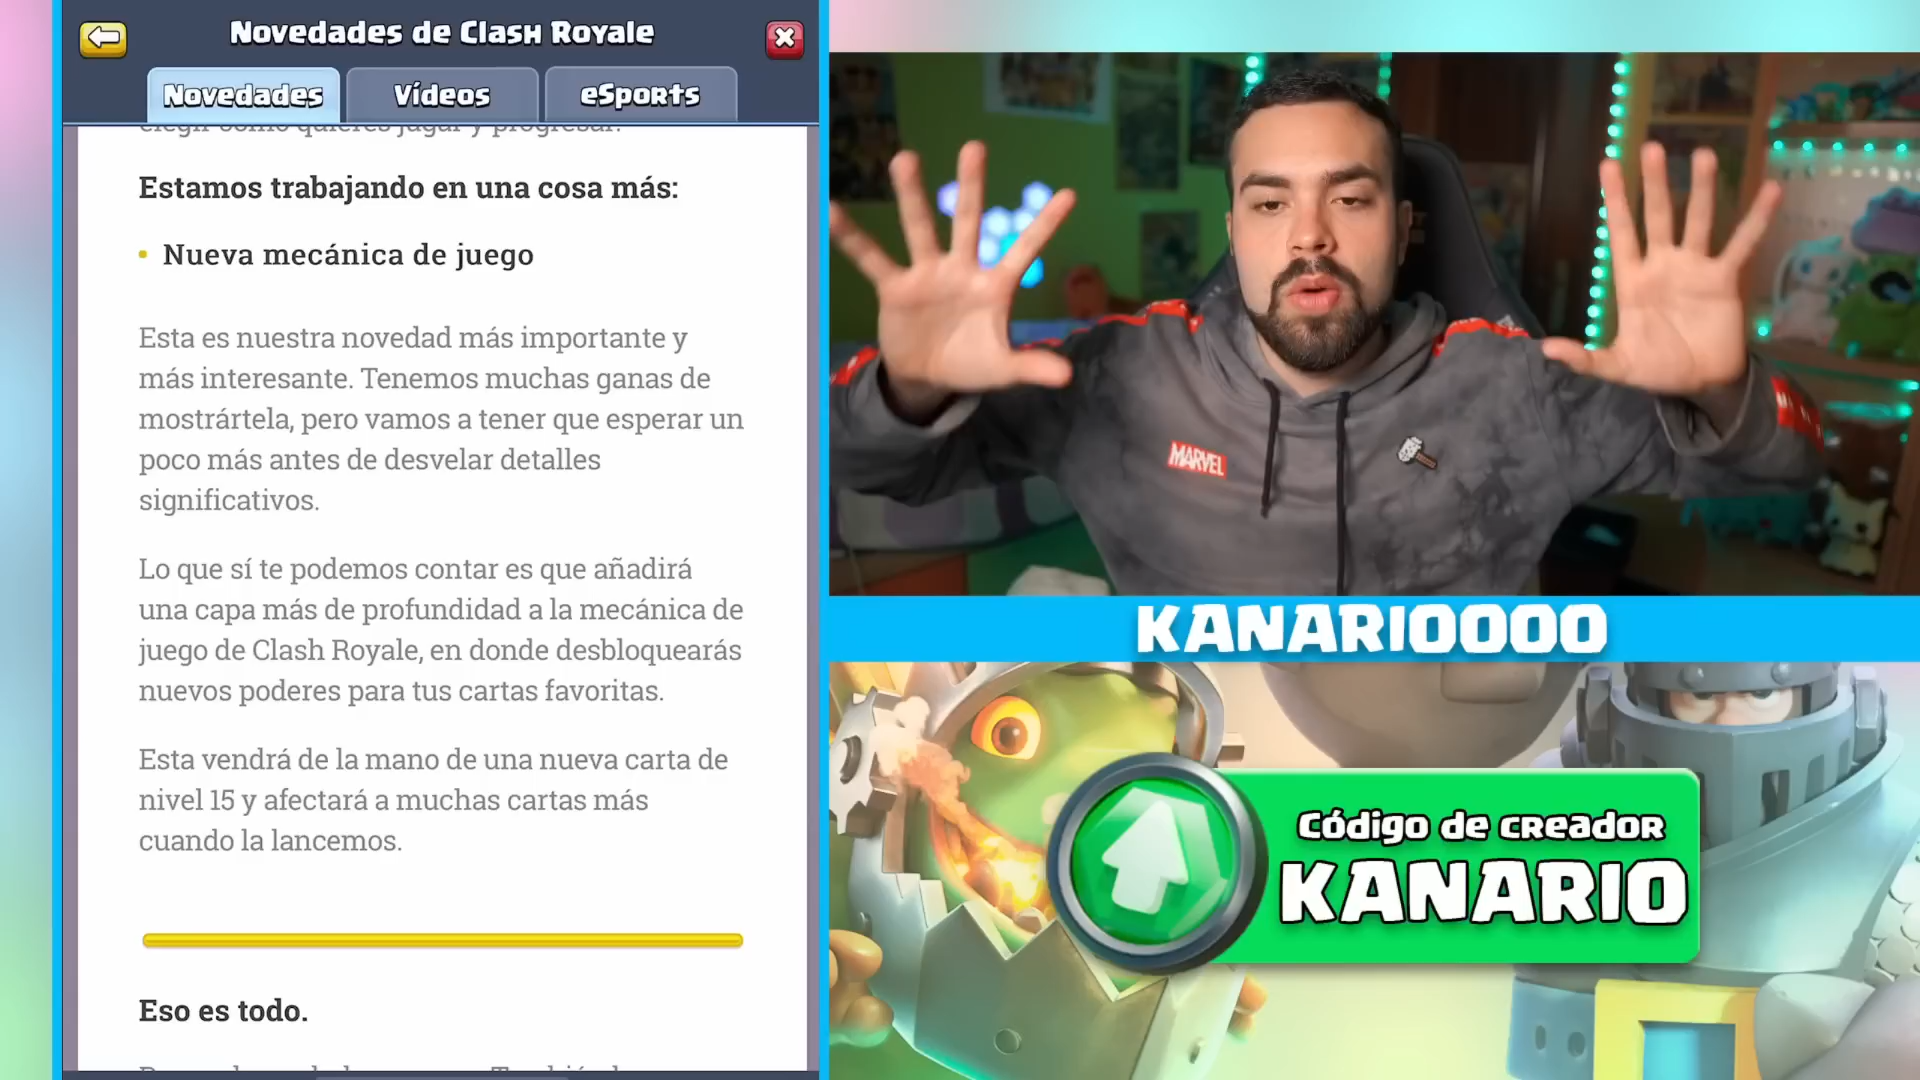 Novedades de Clash Royale
Novedades
Vídeos
eSports
elegir cómo quieres jugar y progresar.
Estamos trabajando en una cosa más:
• Nueva mecánica de juego
Esta es nuestra novedad más importante y
más interesante. Tenemos muchas ganas de
mostrártela, pero vamos a tener que esperar un
poco más antes de desvelar detalles
significativos.
Lo que sí te podemos contar es que añadirá
una capa más de profundidad a la mecánica de
juego de Clash Royale, en donde desbloquearás
nuevos poderes para tus cartas favoritas.
Esta vendrá de la mano de una nueva carta de
nivel 15 y afectará a muchas cartas más
cuando la lancemos.
Eso es todo.
MARVEL
KANARIOOOO
Código de creador
KANARIO